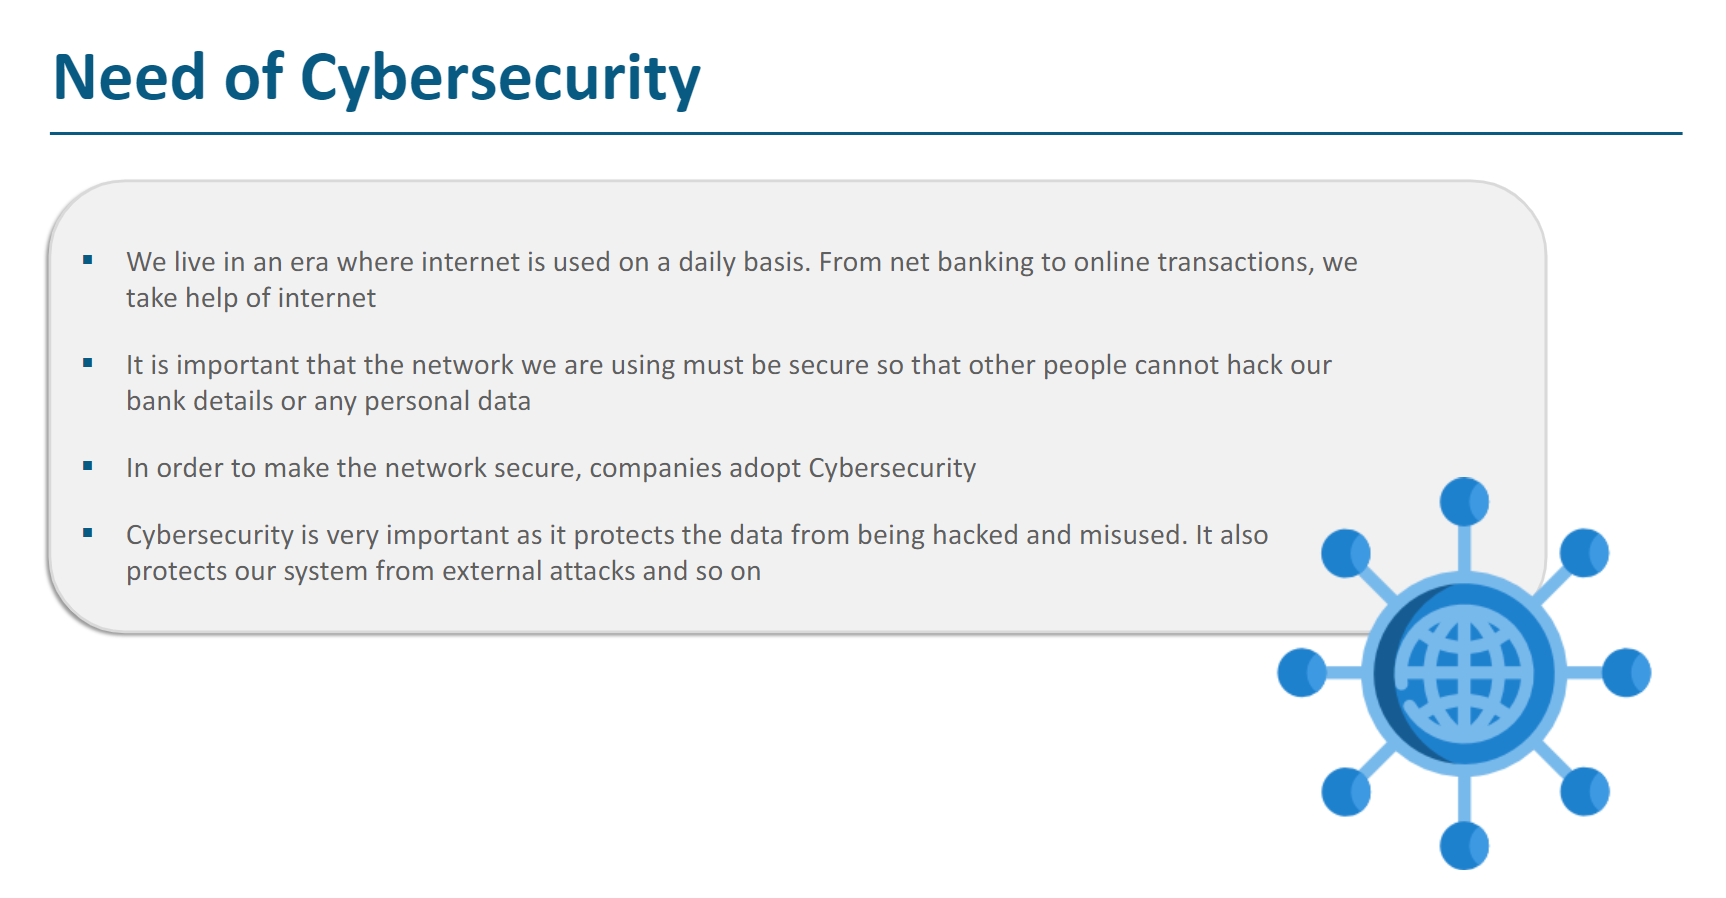 Need of Cybersecurity
▪ We live in an era where internet is used on a daily basis. From net banking to online transactions, we
take help of internet
▪ It is important that the network we are using must be secure so that other people cannot hack our
bank details or any personal data
▪ In order to make the network secure, companies adopt Cybersecurity
▪ Cybersecurity is very important as it protects the data from being hacked and misused. It also
protects our system from external attacks and so on